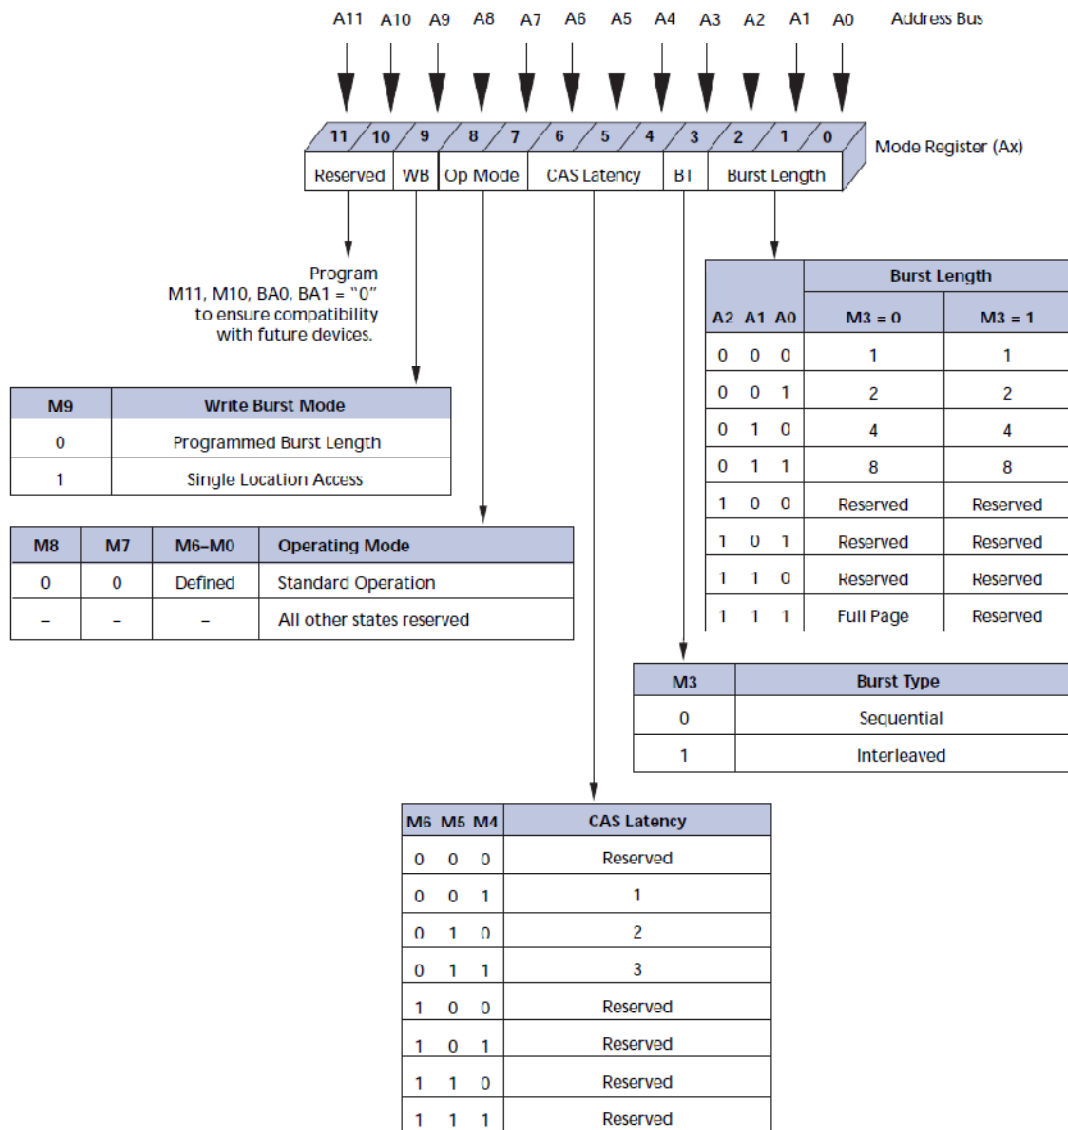 A11 A10 A9 A8 A7 A6 A5 A4 A3 A2 A1 A0 Address Bus
11 10 9 8 7 6 5 4 3 2 1 0
Mode Register (Ax)
Reserved WB Op Mode CAS Latency BT Burst Length
Program
M11, M10, BA0, BA1 = "0"
to ensure compatibility
with future devices.
Burst Length
A2 A1 A0 M3 = 0 M3 = 1
0 0 0 1 1
0 0 1 2 2
0 1 0 4 4
0 1 1 8 8
1 0 0 Reserved Reserved
1 0 1 Reserved Reserved
1 1 0 Reserved Reserved
1 1 1 Full Page Reserved
M9 Write Burst Mode
0 Programmed Burst Length
1 Single Location Access
M8 M7 M6–M0 Operating Mode
0 0 Defined Standard Operation
– – – All other states reserved
M3 Burst Type
0 Sequential
1 Interleaved
M6 M5 M4 CAS Latency
0 0 0 Reserved
0 0 1 1
0 1 0 2
0 1 1 3
1 0 0 Reserved
1 0 1 Reserved
1 1 0 Reserved
1 1 1 Reserved